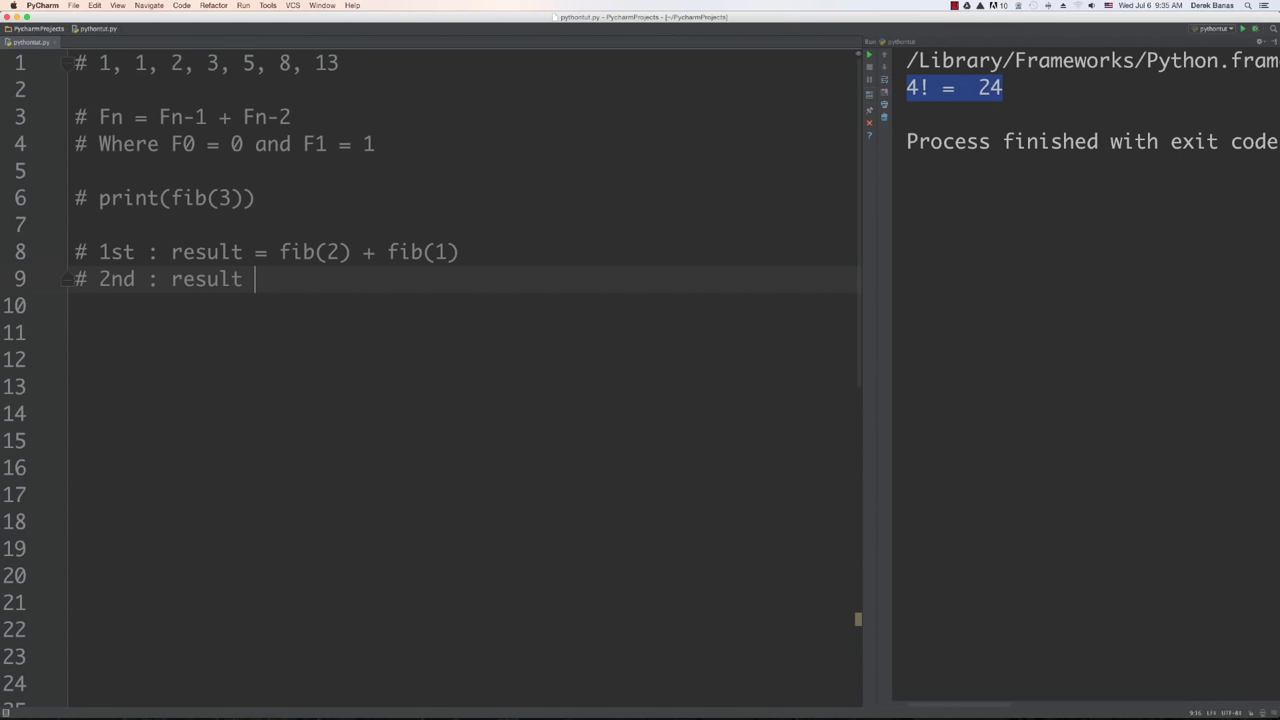 PyCharm File Edit View Navigate Code Refactor Run Tools VCS Window Help
10 Wed Jul 6 9:35 AM Derek Banas
pythontut.py - PycharmProjects - [~/PycharmProjects]
PycharmProjects pythontut.py
pythontut
pythontut.py
Run pythontut
1 # 1, 1, 2, 3, 5, 8, 13
2
3 # Fn = Fn-1 + Fn-2
4 # Where F0 = 0 and F1 = 1
5
6 # print(fib(3))
7
8 # 1st : result = fib(2) + fib(1)
9 # 2nd : result
10
11
12
13
14
15
16
17
18
19
20
21
22
23
24
/Library/Frameworks/Python.fram
4! =  24
Process finished with exit code
9:16 LF÷ UTF-8÷